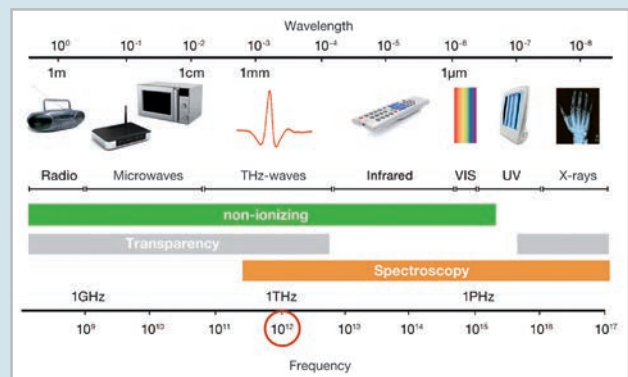 Wavelength
10⁰ 10⁻¹ 10⁻² 10⁻³ 10⁻⁴ 10⁻⁵ 10⁻⁶ 10⁻⁷ 10⁻⁸
1m 1cm 1mm 1μm
Radio Microwaves THz-waves Infrared VIS UV X-rays
non-ionizing
Transparency
Spectroscopy
1GHz 1THz 1PHz
10⁹ 10¹⁰ 10¹¹ 10¹² 10¹³ 10¹⁴ 10¹⁵ 10¹⁶ 10¹⁷
Frequency